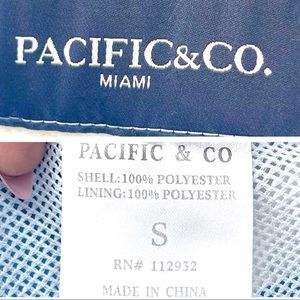 PACIFIC&CO.
MIAMI
PACIFIC & CO
SHELL:100% POLYESTER
LINING:100% POLYESTER
S
RN# 112932
MADE IN CHINA